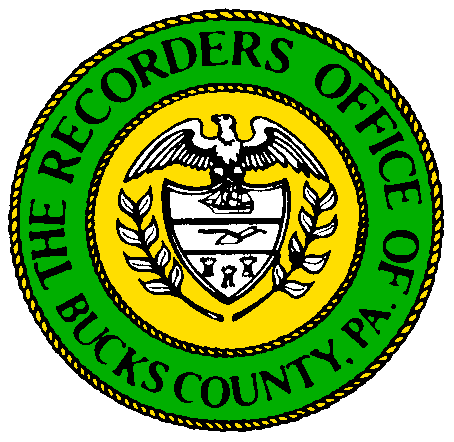 THE RECORDERS OFFICE OF
BUCKS COUNTY, PA.